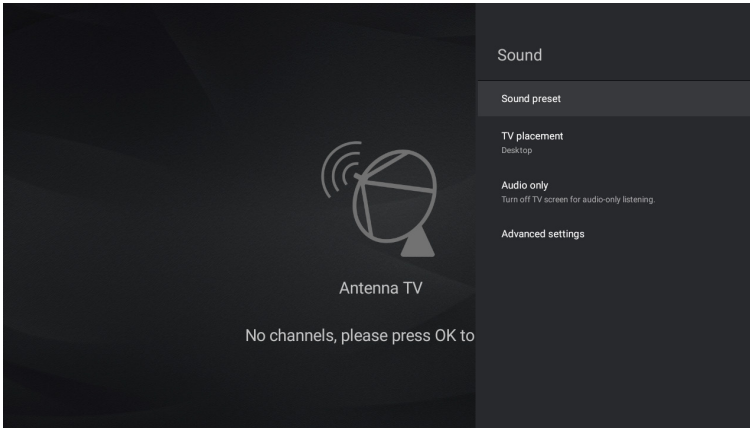 Sound
Sound preset
TV placement
Desktop
Audio only
Turn off TV screen for audio-only listening.
Advanced settings
Antenna TV
No channels, please press OK to